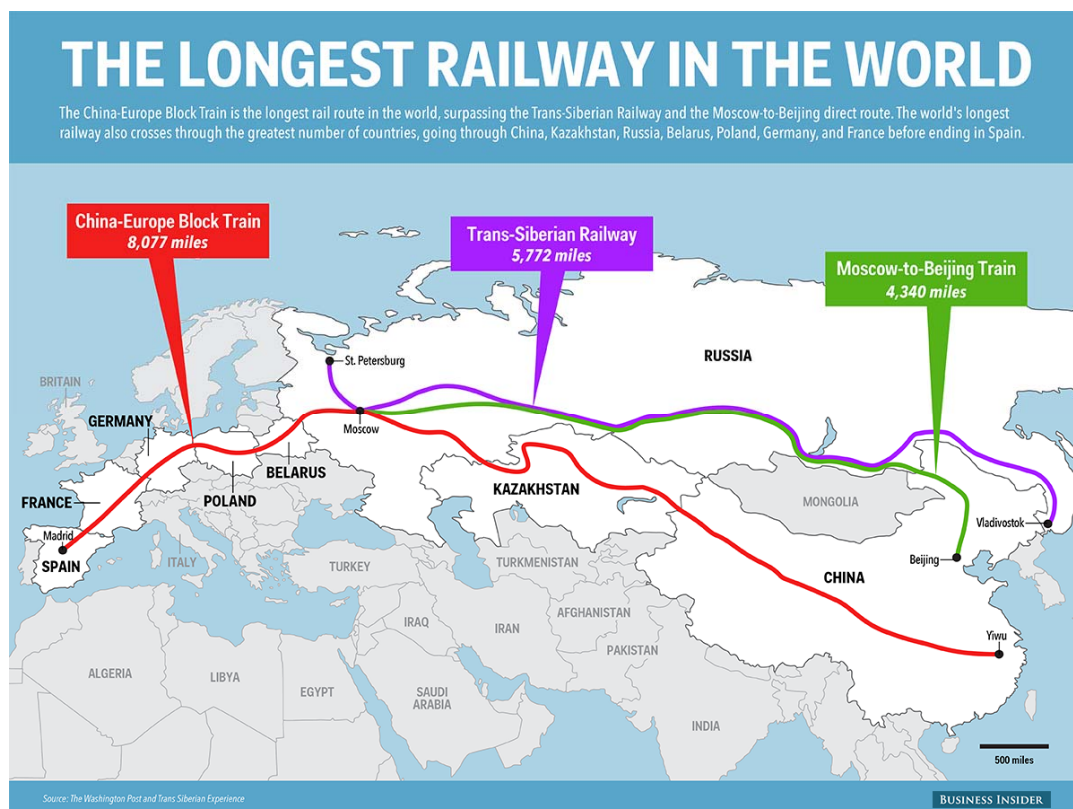 THE LONGEST RAILWAY IN THE WORLD
The China-Europe Block Train is the longest rail route in the world, surpassing the Trans-Siberian Railway and the Moscow-to-Beijing direct route. The world's longest
railway also crosses through the greatest number of countries, going through China, Kazakhstan, Russia, Belarus, Poland, Germany, and France before ending in Spain.
China-Europe Block Train
8,077 miles
Trans-Siberian Railway
5,772 miles
Moscow-to-Beijing Train
4,340 miles
RUSSIA
St. Petersburg
BRITAIN
GERMANY
Moscow
BELARUS
KAZAKHSTAN
FRANCE
POLAND
MONGOLIA
Vladivostok
Madrid
SPAIN
ITALY
TURKEY
TURKMENISTAN
Beijing
CHINA
AFGHANISTAN
IRAQ
IRAN
PAKISTAN
Yiwu
ALGERIA
LIBYA
EGYPT
SAUDI
ARABIA
INDIA
500 miles
Source: The Washington Post and Trans Siberian Experience
BUSINESS INSIDER